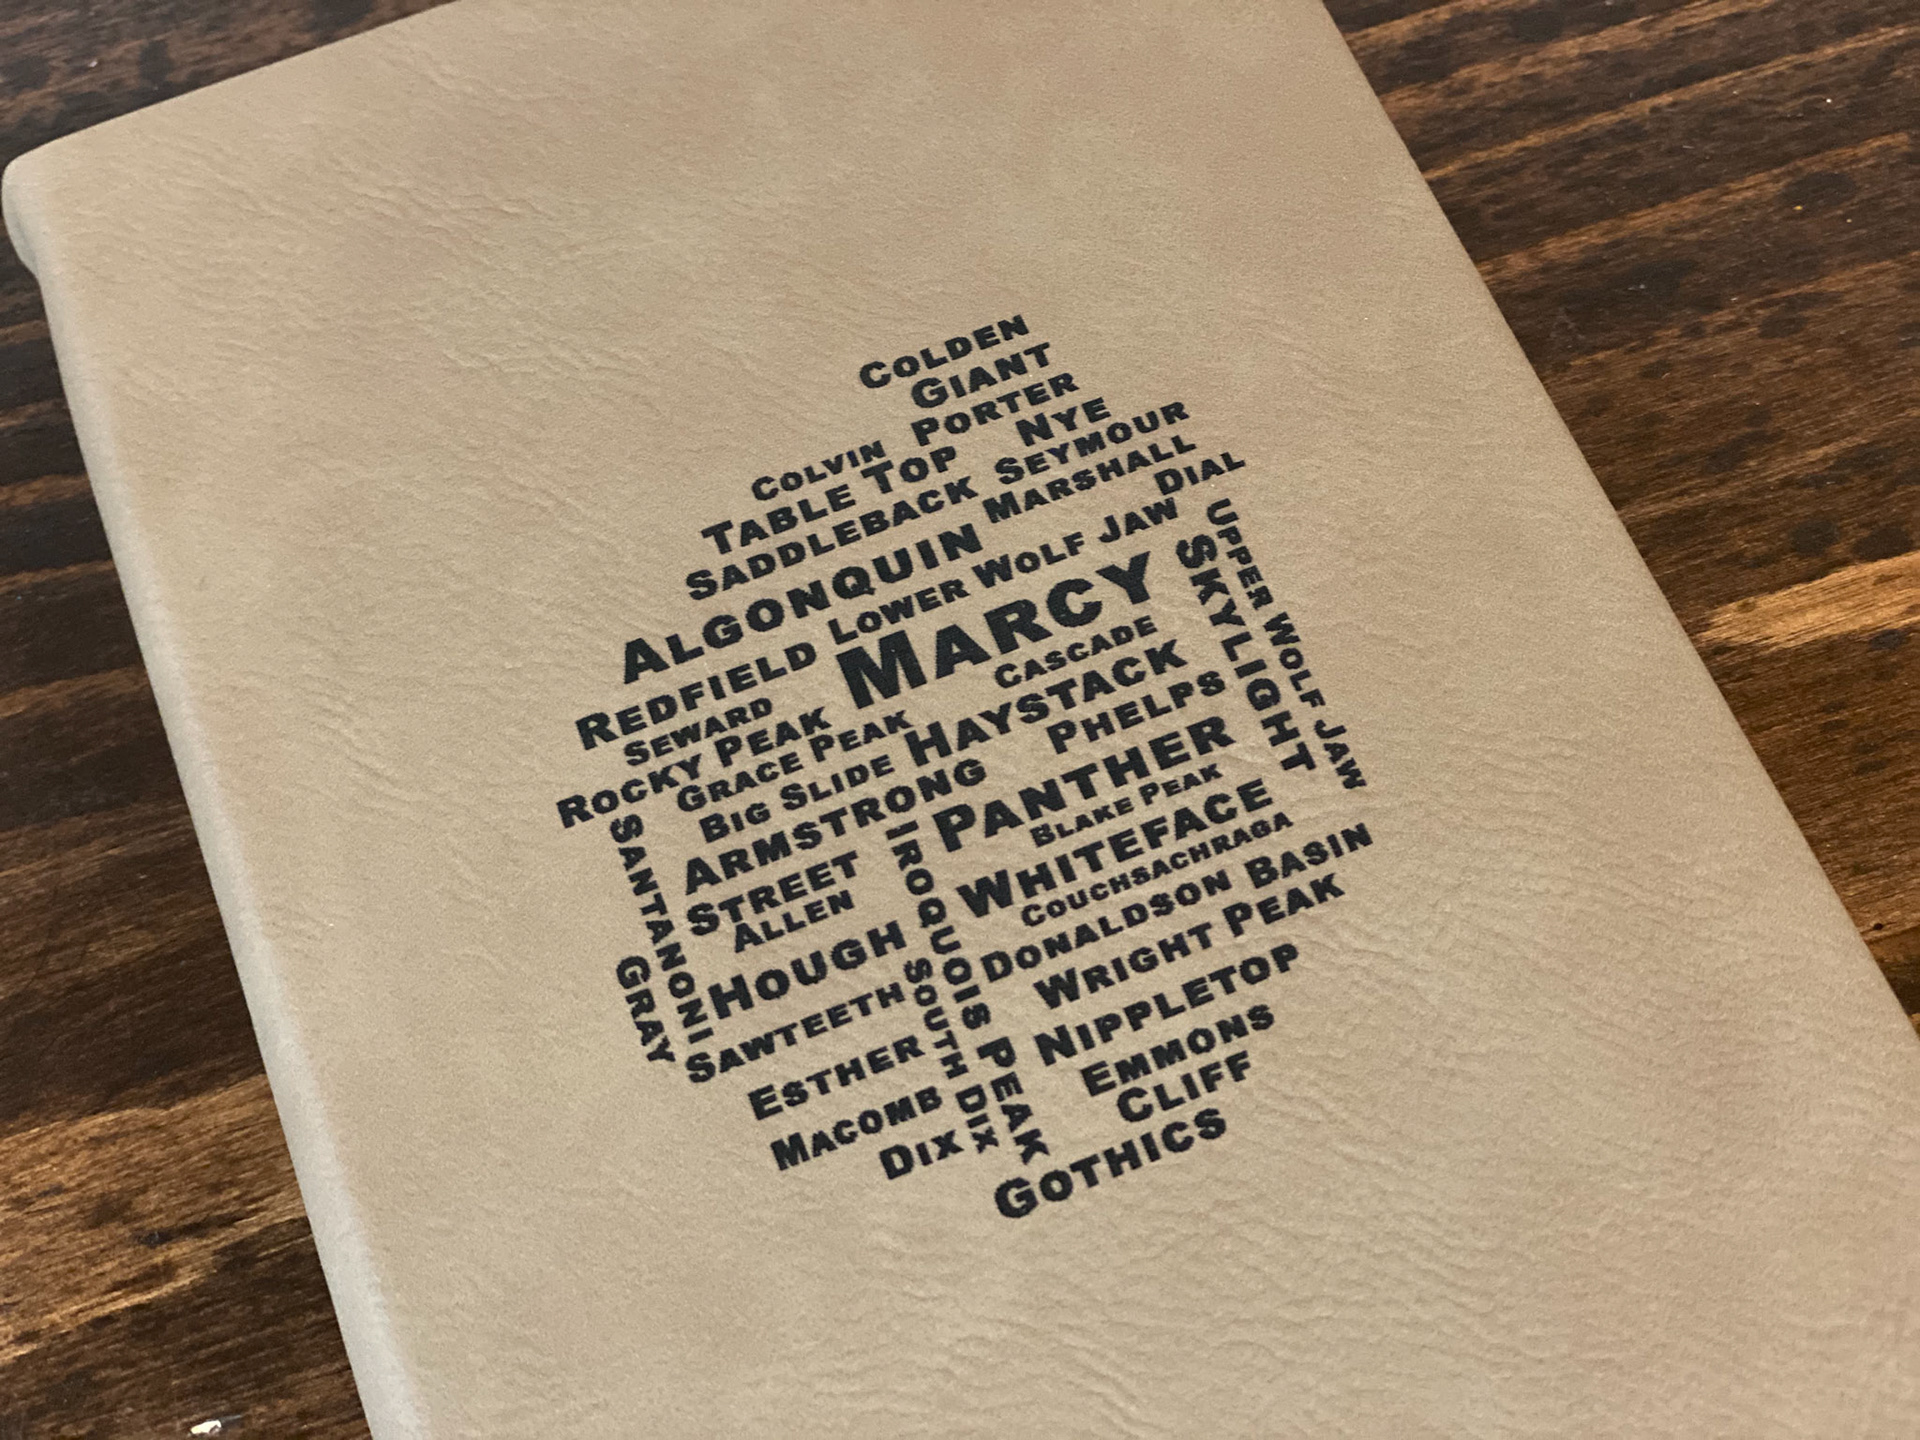 Colden
Giant
Porter
Colvin
Nye
Table Top
Seymour
Saddleback
Marshall
Dial
Algonquin
Lower Wolf Jaw
Upper Wolf Jaw
Skylight
Redfield
Marcy
Seward
Cascade
Rocky Peak
Grace Peak
Haystack
Big Slide
Phelps
Armstrong
Panther
Blake Peak
Street
Allen
Santanoni
Gray
Iroquois Peak
Whiteface
Couchsachraga
Hough
Donaldson Basin
Sawteeth
South Dix
Wright Peak
Esther
Nippletop
Macomb
Emmons
Dix
Cliff
Gothics